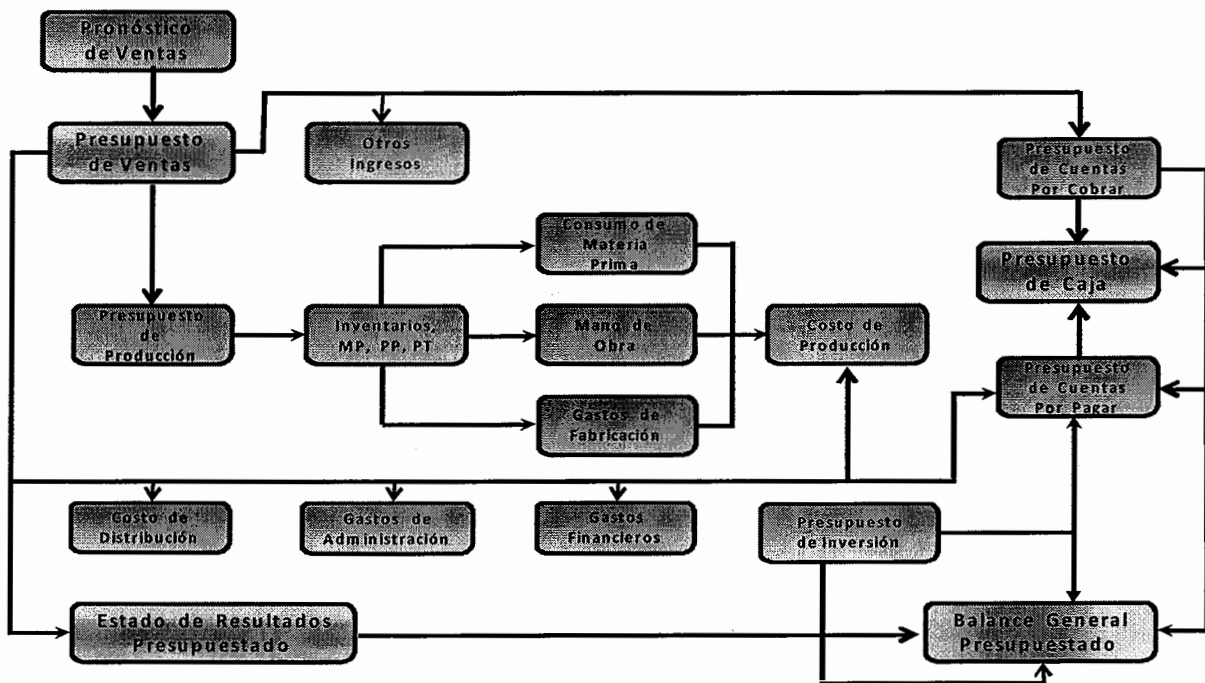 Pronóstico
de Ventas
Presupuesto
de Ventas
Otros
Ingresos
Presupuesto
de Cuentas
Por Cobrar
Consumo de
Materia
Prima
Presupuesto
de Caja
Presupuesto
de
Producción
Inventarios,
MP, PP, PT
Mano de
Obra
Costo de
Producción
Presupuesto
de Cuentas
Por Pagar
Gastos de
Fabricación
Costo de
Distribución
Gastos de
Administración
Gastos
Financieros
Presupuesto
de Inversión
Estado de Resultados
Presupuestado
Balance General
Presupuestado